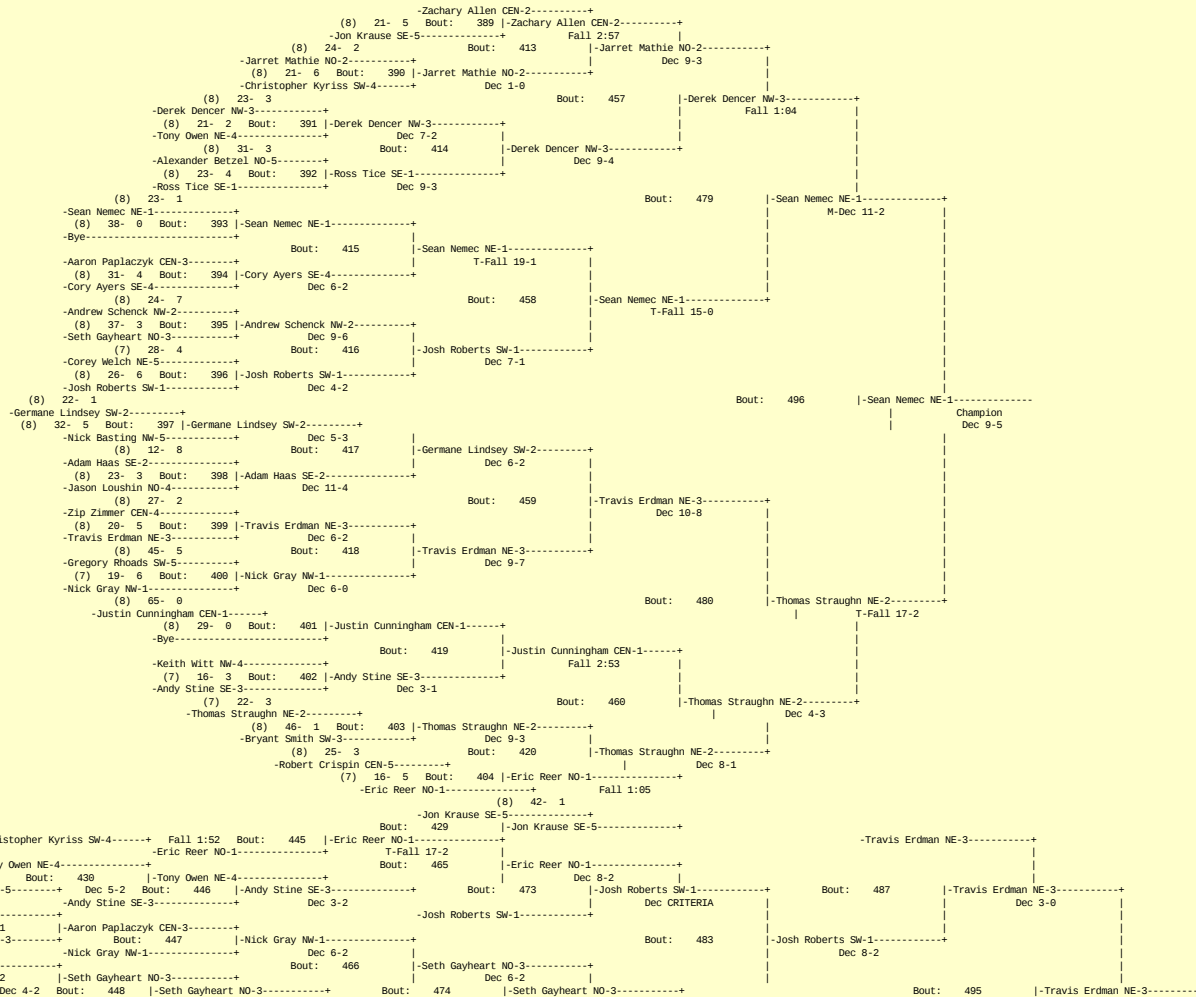 -Zachary Allen CEN-2----------+
(8)   21-  5   Bout:    389 |-Zachary Allen CEN-2----------+
-Jon Krause SE-5--------------+           Fall 2:57          |
(8)   24-  2                  Bout:    413         |-Jarret Mathie NO-2-----------+
-Jarret Mathie NO-2-----------+                              |           Dec 9-3           |
(8)   21-  6  Bout:    390 |-Jarret Mathie NO-2-----------+                              |
-Christopher Kyriss SW-4------+            Dec 1-0                                          |
(8)   23-  3                                                 Bout:    457         |-Derek Dencer NW-3------------+
-Derek Dencer NW-3------------+                                                             |          Fall 1:04          |
(8)   21-  2   Bout:    391 |-Derek Dencer NW-3------------+                              |                              |
-Tony Owen NE-4---------------+            Dec 7-2           |                              |                              |
(8)   31-  3                  Bout:    414         |-Derek Dencer NW-3------------+                              |
-Alexander Betzel NO-5--------+                              |            Dec 9-4                                          |
(8)   23-  4   Bout:    392 |-Ross Tice SE-1---------------+                                                             |
-Ross Tice SE-1---------------+            Dec 9-3                                                                         |
(8)   23-  1                                                                               Bout:    479         |-Sean Nemec NE-1--------------+
-Sean Nemec NE-1--------------+                                                                                            |          M-Dec 11-2          |
(8)   38-  0   Bout:    393 |-Sean Nemec NE-1--------------+                                                             |                              |
-Bye--------------------------+                              |                                                             |                              |
Bout:    415         |-Sean Nemec NE-1--------------+                              |                              |
-Aaron Paplaczyk CEN-3--------+                              |          T-Fall 19-1         |                              |                              |
(8)   31-  4   Bout:    394 |-Cory Ayers SE-4--------------+                              |                              |                              |
-Cory Ayers SE-4--------------+            Dec 6-2                                          |                              |                              |
(8)   24-  7                                                 Bout:    458         |-Sean Nemec NE-1--------------+                              |
-Andrew Schenck NW-2----------+                                                             |          T-Fall 15-0                                        |
(8)   37-  3   Bout:    395 |-Andrew Schenck NW-2----------+                              |                                                             |
-Seth Gayheart NO-3-----------+            Dec 9-6           |                              |                                                             |
(7)   28-  4                  Bout:    416         |-Josh Roberts SW-1------------+                                                             |
-Corey Welch NE-5-------------+                              |            Dec 7-1                                                                         |
(8)   26-  6   Bout:    396 |-Josh Roberts SW-1------------+                                                                                            |
-Josh Roberts SW-1------------+            Dec 4-2                                                                                                        |
(8)   22-  1                                                                                                              Bout:    496         |-Sean Nemec NE-1--------------
-Germane Lindsey SW-2---------+                                                                                                                           |           Champion
(8)   32-  5   Bout:    397 |-Germane Lindsey SW-2---------+                                                                                            |            Dec 9-5
-Nick Basting NW-5------------+            Dec 5-3           |                                                                                            |
(8)   12-  8                  Bout:    417         |-Germane Lindsey SW-2---------+                                                             |
-Adam Haas SE-2---------------+                              |            Dec 6-2           |                                                             |
(8)   23-  3   Bout:    398 |-Adam Haas SE-2---------------+                              |                                                             |
-Jason Loushin NO-4-----------+           Dec 11-4                                          |                                                             |
(8)   27-  2                                                 Bout:    459         |-Travis Erdman NE-3-----------+                              |
-Zip Zimmer CEN-4-------------+                                                             |           Dec 10-8           |                              |
(8)   20-  5   Bout:    399 |-Travis Erdman NE-3-----------+                              |                              |                              |
-Travis Erdman NE-3-----------+            Dec 6-2           |                              |                              |                              |
(8)   45-  5                  Bout:    418         |-Travis Erdman NE-3-----------+                              |                              |
-Gregory Rhoads SW-5----------+                              |            Dec 9-7                                          |                              |
(7)   19-  6   Bout:    400 |-Nick Gray NW-1---------------+                                                             |                              |
-Nick Gray NW-1---------------+            Dec 6-0                                                                         |                              |
(8)   65-  0                                                                               Bout:    480         |-Thomas Straughn NE-2---------+
-Justin Cunningham CEN-1------+                                                                                            |          T-Fall 17-2
(8)   29-  0   Bout:    401 |-Justin Cunningham CEN-1------+                                                             |
-Bye--------------------------+                              |                                                             |
Bout:    419         |-Justin Cunningham CEN-1------+                              |
-Keith Witt NW-4--------------+                              |           Fall 2:53          |                              |
(7)   16-  3   Bout:    402 |-Andy Stine SE-3--------------+                              |                              |
-Andy Stine SE-3--------------+            Dec 3-1                                          |                              |
(7)   22-  3                                                 Bout:    460         |-Thomas Straughn NE-2---------+
-Thomas Straughn NE-2---------+                                                             |            Dec 4-3
(8)   46-  1   Bout:    403 |-Thomas Straughn NE-2---------+                              |
-Bryant Smith SW-3------------+            Dec 9-3           |                              |
(8)   25-  3                  Bout:    420         |-Thomas Straughn NE-2---------+
-Robert Crispin CEN-5---------+                              |            Dec 8-1
(7)   16-  5   Bout:    404 |-Eric Reer NO-1---------------+
-Eric Reer NO-1---------------+           Fall 1:05
(8)   42-  1
-Jon Krause SE-5--------------+
Bout:    429         |-Jon Krause SE-5--------------+
istopher Kyriss SW-4------+   Fall 1:52   Bout:    445   |-Eric Reer NO-1---------------+   -Travis Erdman NE-3-----------+
-Eric Reer NO-1---------------+          T-Fall 17-2         |   |
y Owen NE-4---------------+   Bout:    465         |-Eric Reer NO-1---------------+   |
Bout:    430         |-Tony Owen NE-4---------------+   |            Dec 8-2           |   |
-5--------+    Dec 5-2   Bout:    446   |-Andy Stine SE-3--------------+   Bout:    473         |-Josh Roberts SW-1------------+   Bout:    487         |-Travis Erdman NE-3-----------+
----------+ -Andy Stine SE-3--------------+            Dec 3-2   |         Dec CRITERIA         |   |            Dec 3-0           |
----------+   -Josh Roberts SW-1------------+   |   |   |
1         |-Aaron Paplaczyk CEN-3--------+   |   |   |
-3--------+         Bout:    447         |-Nick Gray NW-1---------------+   Bout:    483         |-Josh Roberts SW-1------------+   |
-Nick Gray NW-1---------------+            Dec 6-2           |   |            Dec 8-2   |
----------+   Bout:    466         |-Seth Gayheart NO-3-----------+   |   |
2         |-Seth Gayheart NO-3-----------+   |            Dec 6-2           |   |   |
Dec 4-2   Bout:    448    |-Seth Gayheart NO-3-----------+         Bout:    474         |-Seth Gayheart NO-3-----------+   Bout:    495         |-Travis Erdman NE-3-----------